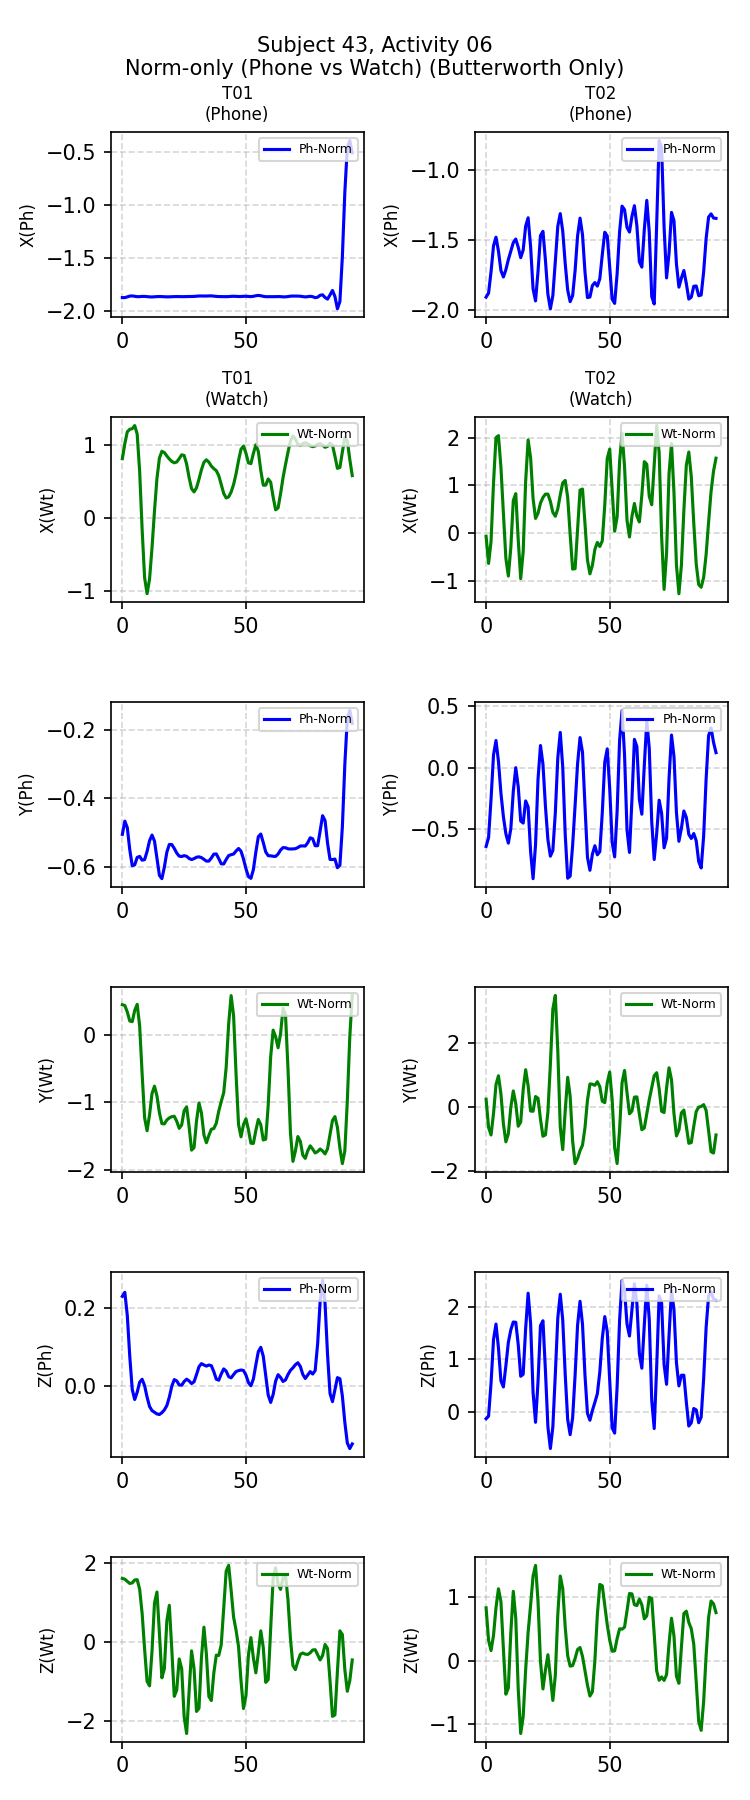 Subject 43, Activity 06
Norm-only (Phone vs Watch) (Butterworth Only)
T01
(Phone)
X(Ph)
Ph-Norm
−0.5
−1.0
−1.5
−2.0
0
50
T02
(Phone)
X(Ph)
Ph-Norm
−1.0
−1.5
−2.0
0
50
T01
(Watch)
X(Wt)
Wt-Norm
1
0
−1
0
50
T02
(Watch)
X(Wt)
Wt-Norm
2
1
0
−1
0
50
Y(Ph)
Ph-Norm
−0.2
−0.4
−0.6
0
50
Y(Ph)
Ph-Norm
0.5
0.0
−0.5
0
50
Y(Wt)
Wt-Norm
0
−1
−2
0
50
Y(Wt)
Wt-Norm
2
0
−2
0
50
Z(Ph)
Ph-Norm
0.2
0.0
0
50
Z(Ph)
Ph-Norm
2
1
0
0
50
Z(Wt)
Wt-Norm
2
0
−2
0
50
Z(Wt)
Wt-Norm
1
0
−1
0
50